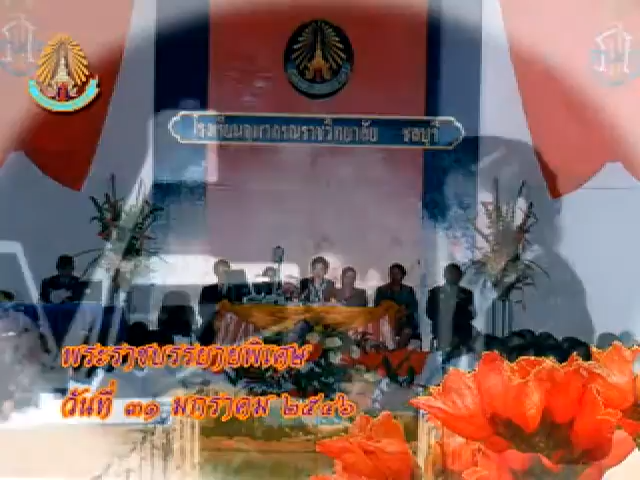 โรงเรียนจุฬาภรณราชวิทยาลัย ชลบุรี
พระราชบรรยายพิเศษ
วันที่ ๓๑ มกราคม ๒๕๔๖